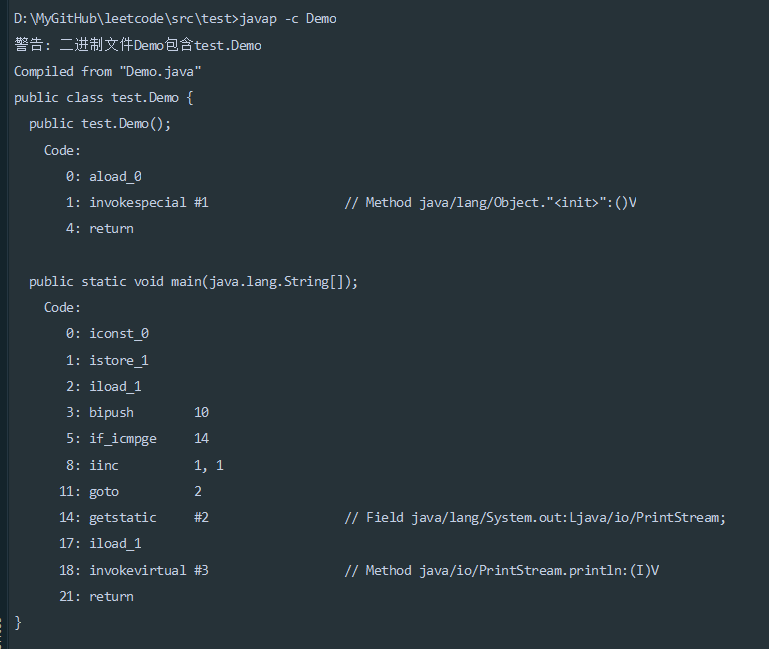 D:\MyGitHub\leetcode\src\test>javap -c Demo
警告: 二进制文件Demo包含test.Demo
Compiled from "Demo.java"
public class test.Demo {
  public test.Demo();
    Code:
       0: aload_0
       1: invokespecial #1                  // Method java/lang/Object."<init>":()V
       4: return

  public static void main(java.lang.String[]);
    Code:
       0: iconst_0
       1: istore_1
       2: iload_1
       3: bipush        10
       5: if_icmpge     14
       8: iinc          1, 1
      11: goto          2
      14: getstatic     #2                  // Field java/lang/System.out:Ljava/io/PrintStream;
      17: iload_1
      18: invokevirtual #3                  // Method java/io/PrintStream.println:(I)V
      21: return
}